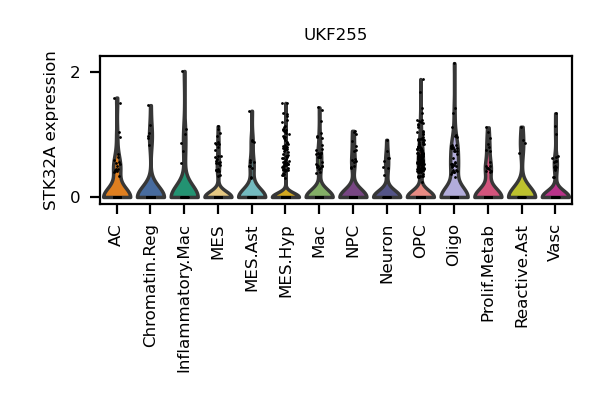 UKF255
STK32A expression
2
0
AC
Chromatin.Reg
Inflammatory.Mac
MES
MES.Ast
MES.Hyp
Mac
NPC
Neuron
OPC
Oligo
Prolif.Metab
Reactive.Ast
Vasc